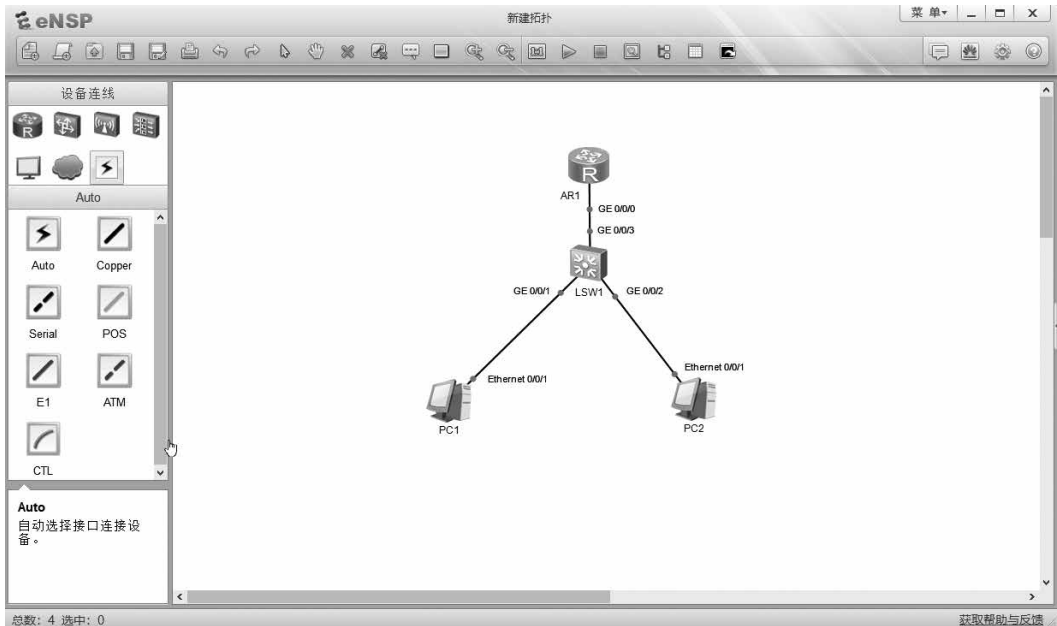 eNSP
新建拓扑
菜 单
设备连线
R
Auto
Auto
Copper
Serial
POS
E1
ATM
CTL
Auto
自动选择接口连接设
备。
R
AR1
GE 0/0/0
GE 0/0/3
LSW1
GE 0/0/1
GE 0/0/2
Ethernet 0/0/1
Ethernet 0/0/1
PC1
PC2
总数: 4 选中: 0
获取帮助与反馈